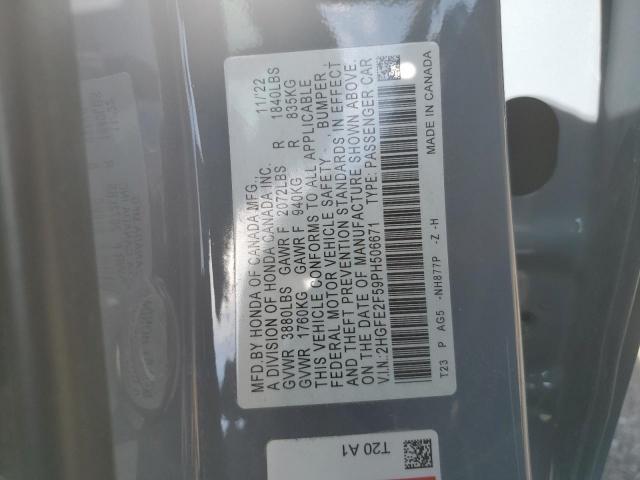 MFD.BY HONDA OF CANADA MFG., 11/22
A DIVISION OF HONDA CANADA INC.
GVWR 3880LBS GAWR F 2072LBS R 1840LBS
GVWR 1760KG GAWR F 940KG R 835KG
THIS VEHICLE CONFORMS TO ALL APPLICABLE
FEDERAL MOTOR VEHICLE SAFETY, BUMPER,
AND THEFT PREVENTION STANDARDS IN EFFECT
ON THE DATE OF MANUFACTURE SHOWN ABOVE.
V.I.N.:2HGFE2F59PH506671 TYPE: PASSENGER CAR
T23 P AG5 -NH877P -Z -H MADE IN CANADA
T20 A1